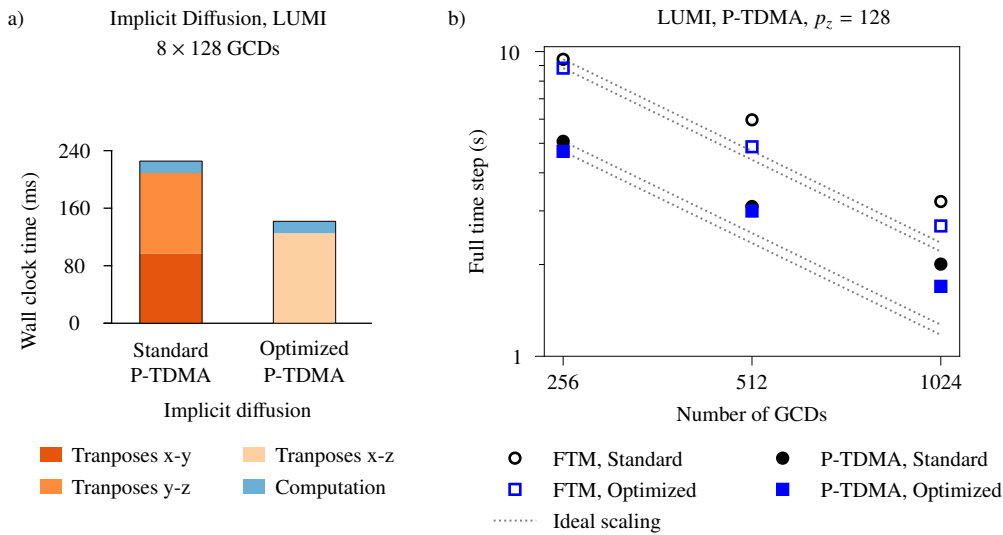 a)
Implicit Diffusion, LUMI
8 × 128 GCDs
240
160
80
0
Wall clock time (ms)
Standard
P-TDMA
Optimized
P-TDMA
Implicit diffusion
Tranposes x-y
Tranposes y-z
Tranposes x-z
Computation
b)
LUMI, P-TDMA, p_z = 128
10
1
Full time step (s)
256
512
1024
Number of GCDs
FTM, Standard
FTM, Optimized
Ideal scaling
P-TDMA, Standard
P-TDMA, Optimized